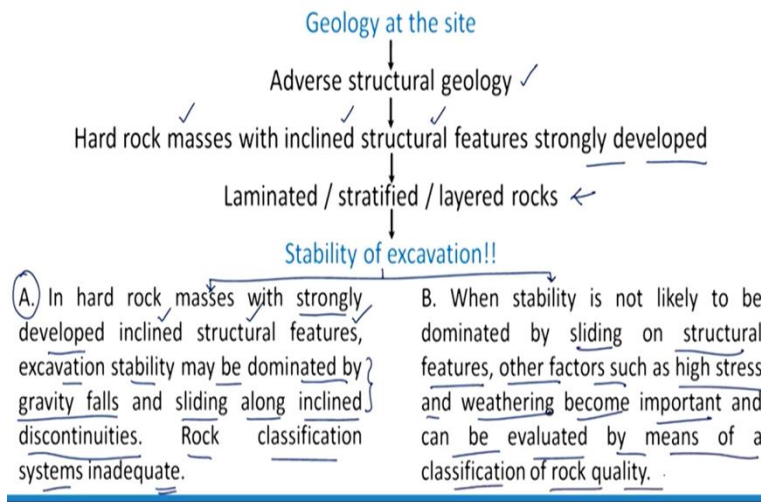 Geology at the site
Adverse structural geology
Hard rock masses with inclined structural features strongly developed
Laminated / stratified / layered rocks
Stability of excavation!!
A. In hard rock masses with strongly
developed inclined structural features,
excavation stability may be dominated by
gravity falls and sliding along inclined
discontinuities. Rock classification
systems inadequate.
B. When stability is not likely to be
dominated by sliding on structural
features, other factors such as high stress
and weathering become important and
can be evaluated by means of a
classification of rock quality.